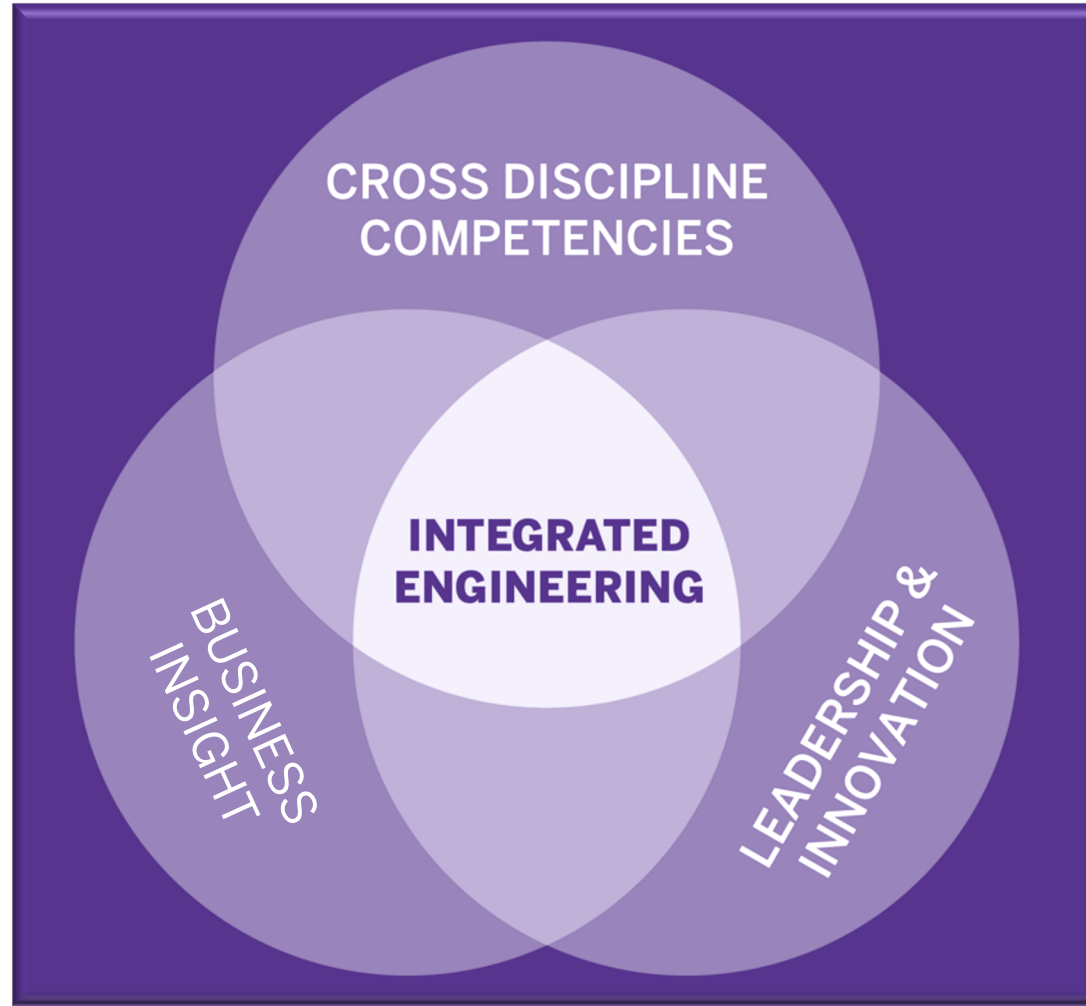 CROSS DISCIPLINE
COMPETENCIES
INTEGRATED
ENGINEERING
BUSINESS
INSIGHT
LEADERSHIP &
INNOVATION